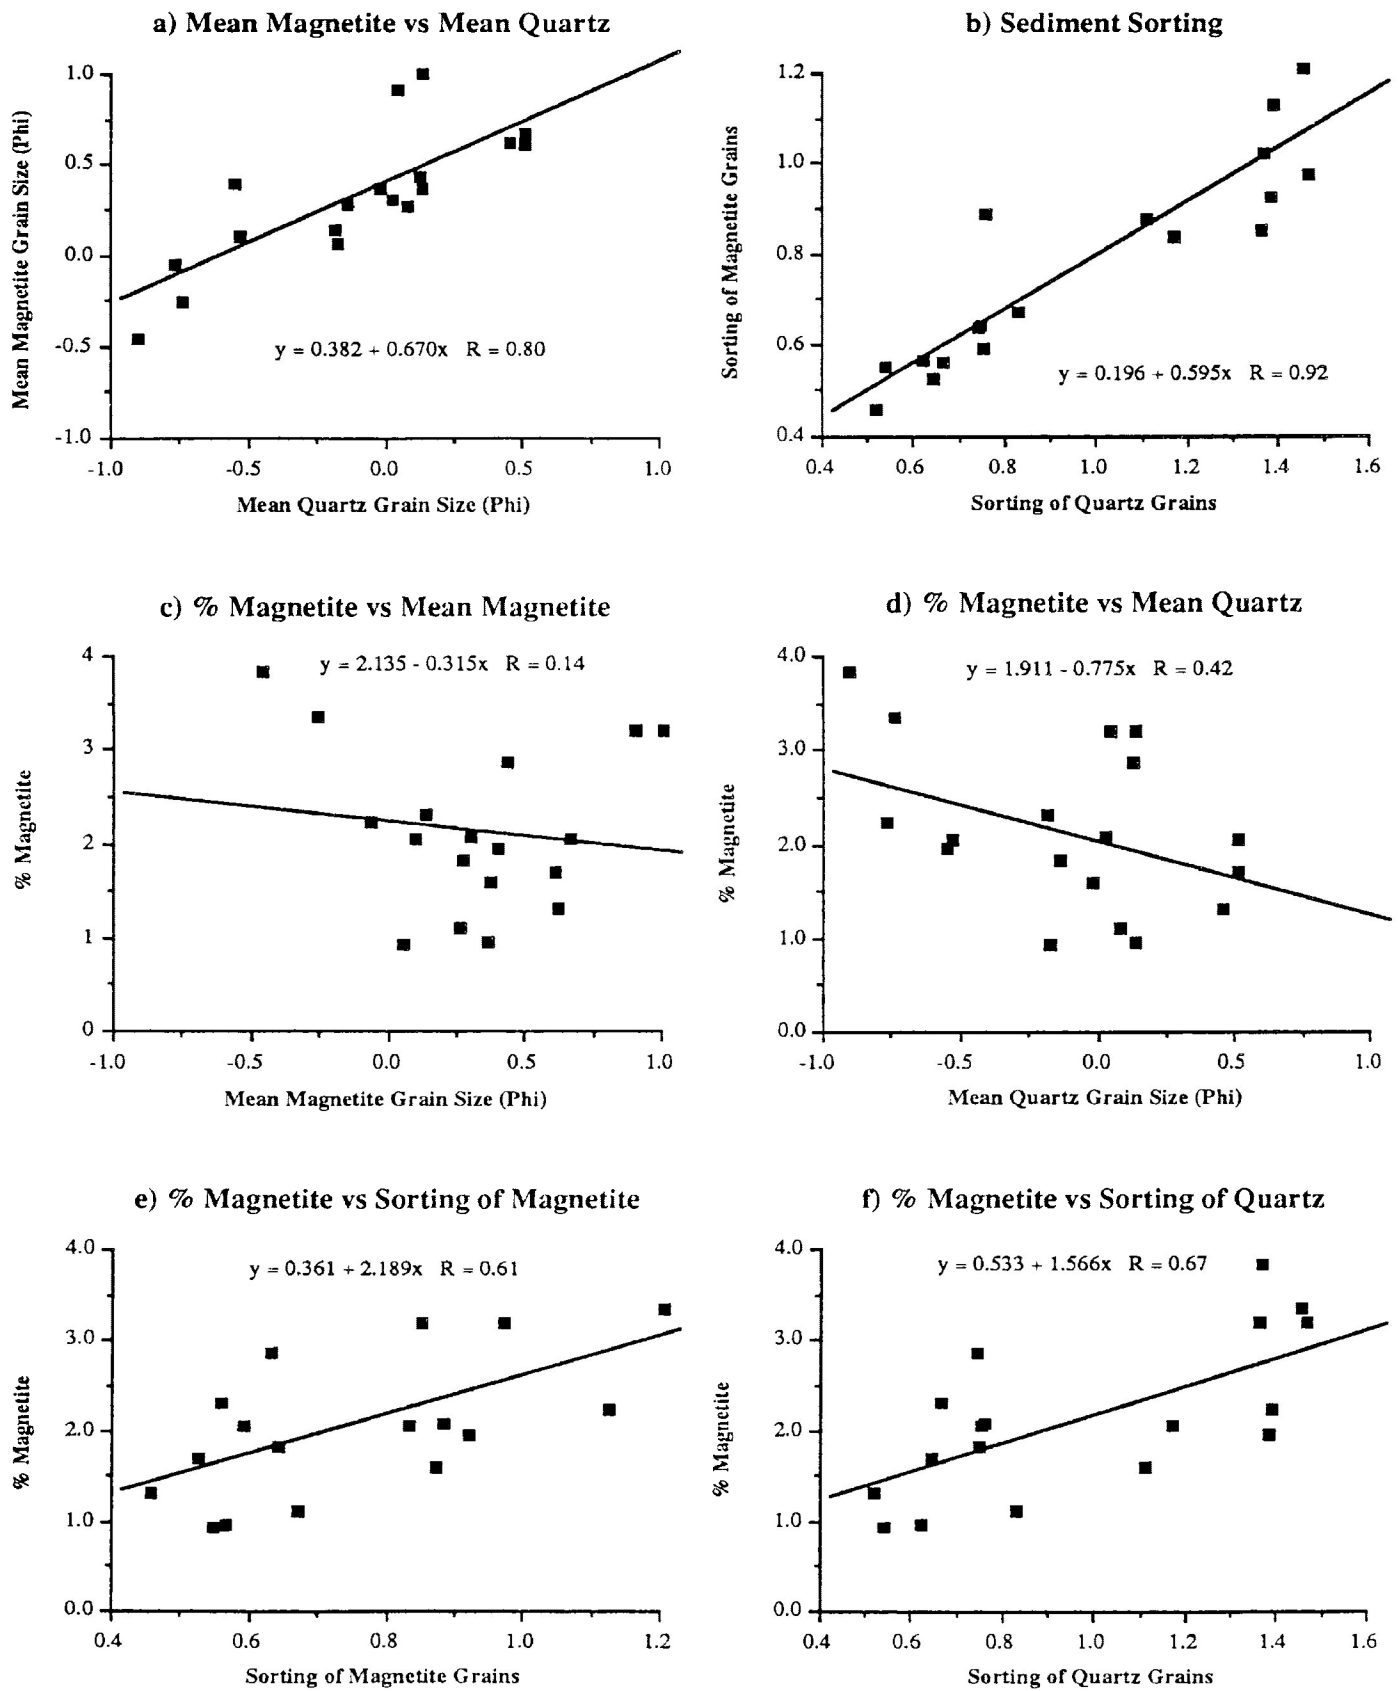 a) Mean Magnetite vs Mean Quartz
Mean Magnetite Grain Size (Phi)
1.0
0.5
0.0
-0.5
-1.0
y = 0.382 + 0.670x R = 0.80
-1.0 -0.5 0.0 0.5 1.0
Mean Quartz Grain Size (Phi)
b) Sediment Sorting
Sorting of Magnetite Grains
1.2
1.0
0.8
0.6
0.4
y = 0.196 + 0.595x R = 0.92
0.4 0.6 0.8 1.0 1.2 1.4 1.6
Sorting of Quartz Grains
c) % Magnetite vs Mean Magnetite
% Magnetite
4
3
2
1
0
y = 2.135 - 0.315x R = 0.14
-1.0 -0.5 0.0 0.5 1.0
Mean Magnetite Grain Size (Phi)
d) % Magnetite vs Mean Quartz
% Magnetite
4.0
3.0
2.0
1.0
0.0
y = 1.911 - 0.775x R = 0.42
-1.0 -0.5 0.0 0.5 1.0
Mean Quartz Grain Size (Phi)
e) % Magnetite vs Sorting of Magnetite
% Magnetite
4.0
3.0
2.0
1.0
0.0
y = 0.361 + 2.189x R = 0.61
0.4 0.6 0.8 1.0 1.2
Sorting of Magnetite Grains
f) % Magnetite vs Sorting of Quartz
% Magnetite
4.0
3.0
2.0
1.0
0.0
y = 0.533 + 1.566x R = 0.67
0.4 0.6 0.8 1.0 1.2 1.4 1.6
Sorting of Quartz Grains